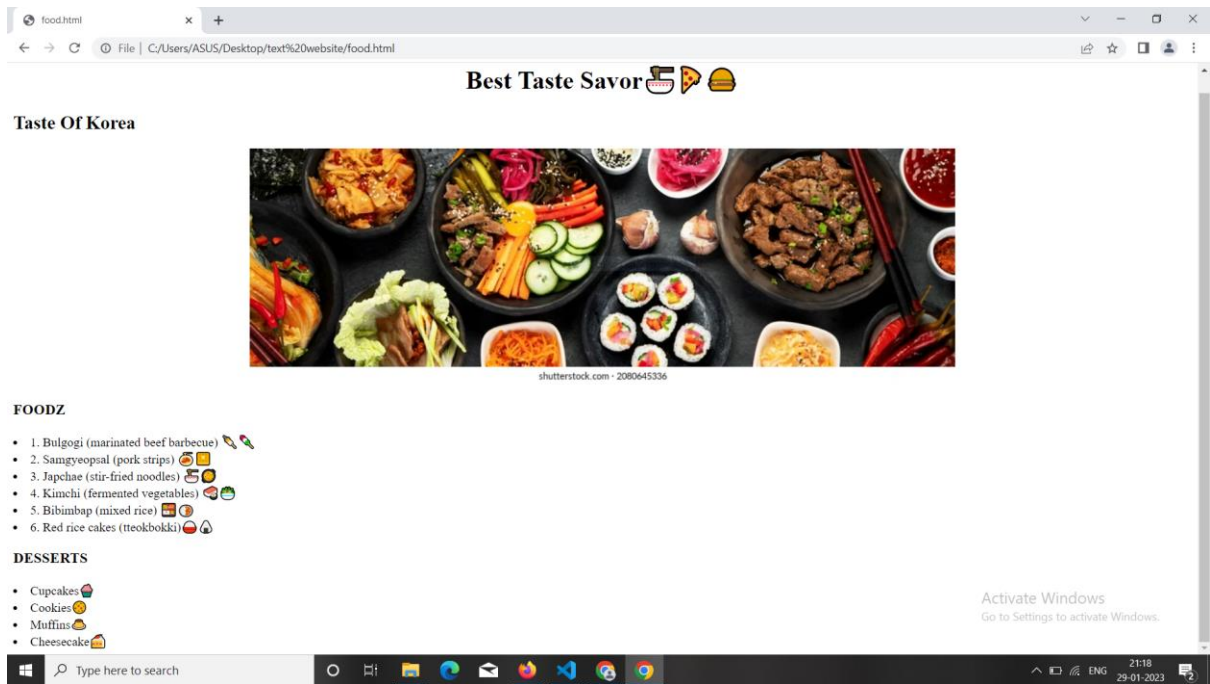 food.html
File | C:/Users/ASUS/Desktop/text%20website/food.html
Best Taste Savor🍜🍕🍔
Taste Of Korea
shutterstock.com · 2080645336
FOODZ
• 1. Bulgogi (marinated beef barbecue)
• 2. Samgyeopsal (pork strips)
• 3. Japchae (stir-fried noodles)
• 4. Kimchi (fermented vegetables)
• 5. Bibimbap (mixed rice)
• 6. Red rice cakes (tteokbokki)
DESSERTS
• Cupcakes
• Cookies
• Muffins
• Cheesecake
Activate Windows
Go to Settings to activate Windows.
Type here to search
ENG
21:18
29-01-2023
2